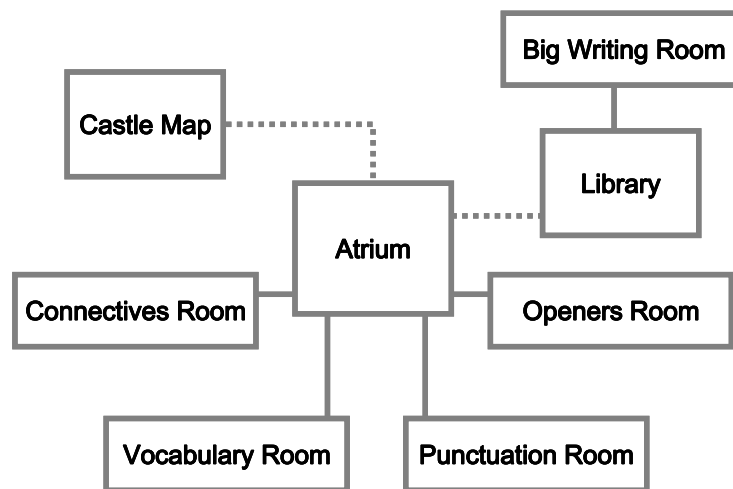 Big Writing Room
Castle Map
Library
Atrium
Connectives Room
Openers Room
Vocabulary Room
Punctuation Room